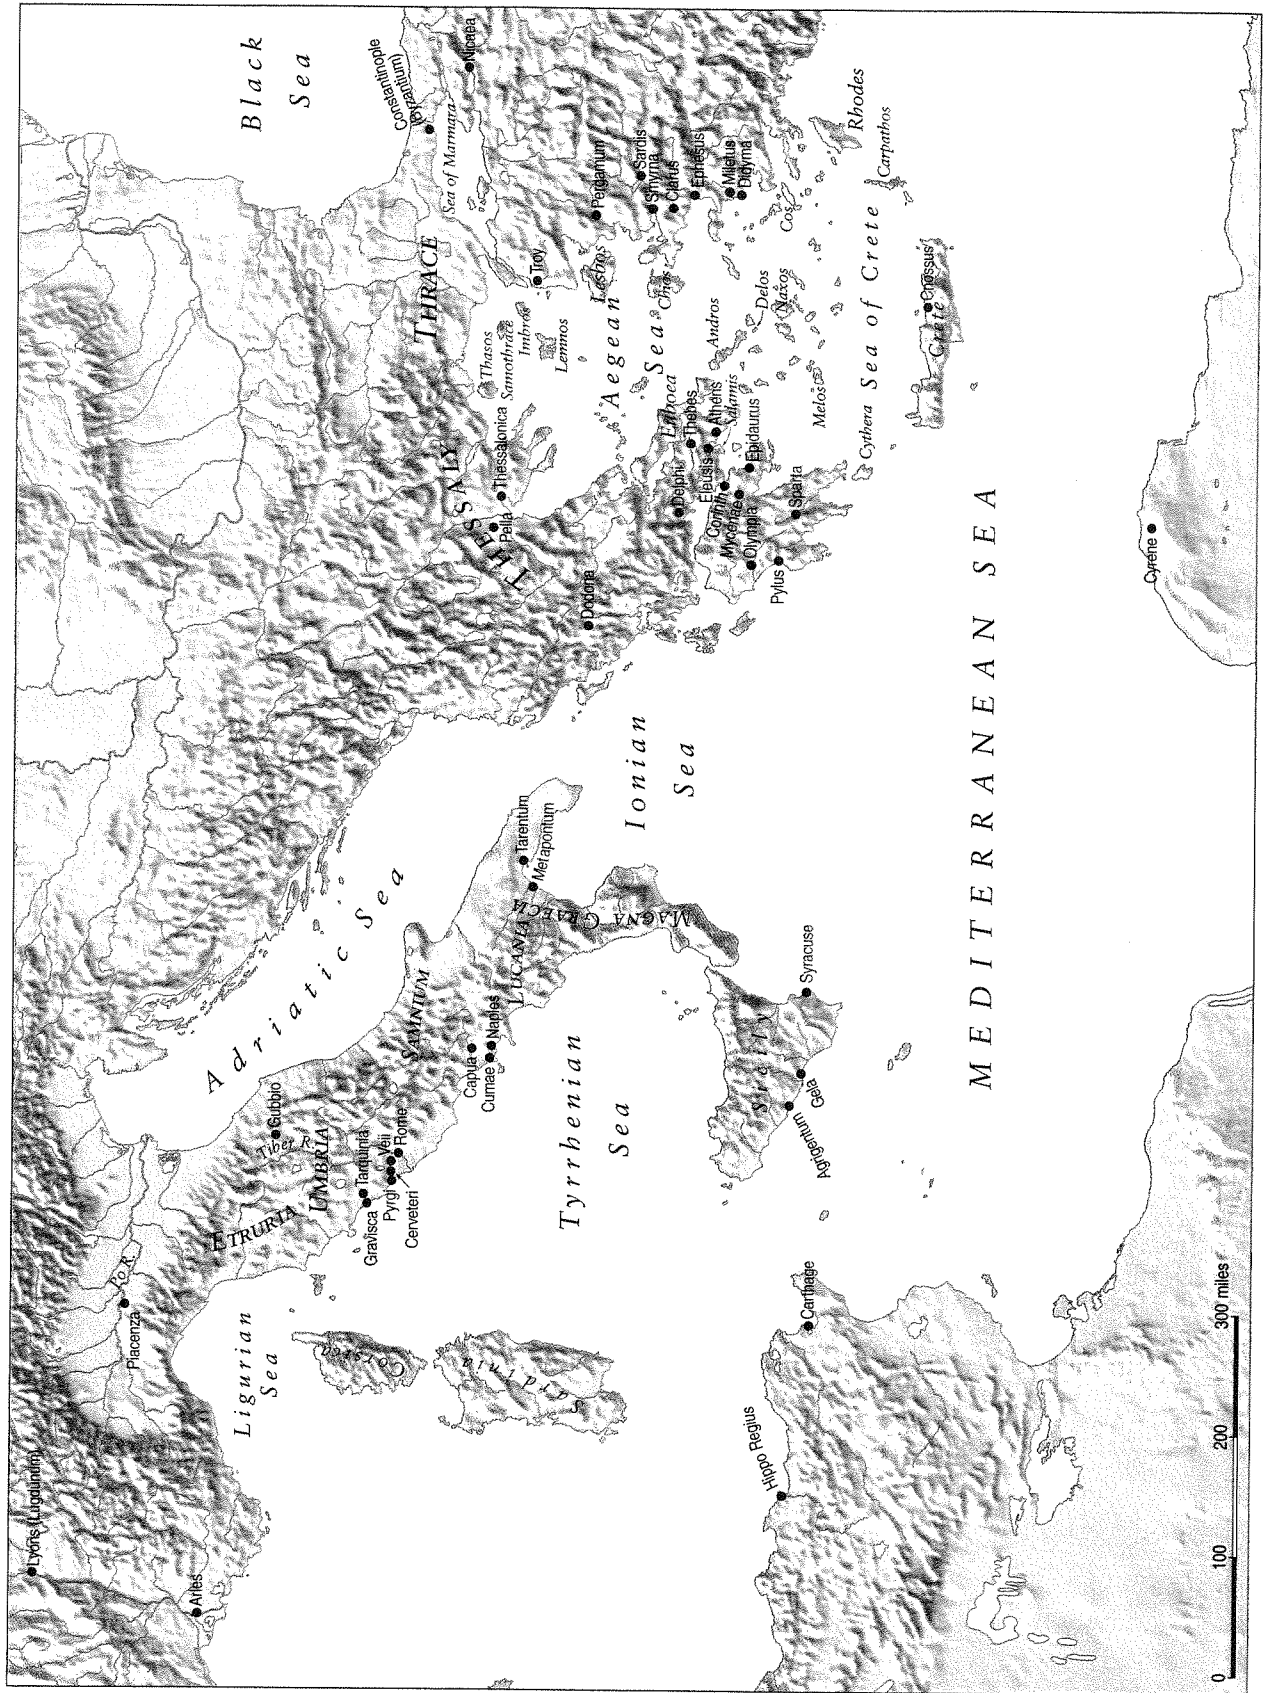 Black
Sea
Constantinople
(Byzantium)
Nicaea
Sea of Marmara
THRACE
Thasos
Samothrace
Imbros
Lemnos
Troy
Pergamum
Sardis
Smyrna
Clarus
Ephesus
Miletus
Didyma
Lesbos
Chios
Aegean
Sea
Andros
Delos
Naxos
Cos
Rhodes
Carpathos
Melos
Cythera
Sea of Crete
Cnossus
Crete
THESSALY
Thessalonica
Pella
Dodona
Delphi
Euboea
Thebes
Athens
Salamis
Eleusis
Corinth
Mycenae
Epidaurus
Olympia
Sparta
Pylus
Cyrene
MEDITERRANEAN SEA
Ionian
Sea
Adriatic Sea
Tarentum
Metapontum
MAGNA GRAECIA
LUCANIA
SAMNIUM
Naples
Capua
Cumae
Gubbio
Tiber R.
UMBRIA
ETRURIA
Tarquinia
Veii
Rome
Gravisca
Pyrgi
Cerveteri
Tyrrhenian
Sea
Sicily
Syracuse
Gela
Agrigentum
Po R.
Piacenza
Ligurian
Sea
Corsica
Sardinia
Carthage
Hippo Regius
Lyons (Lugdunum)
Arles
0
100
200
300 miles